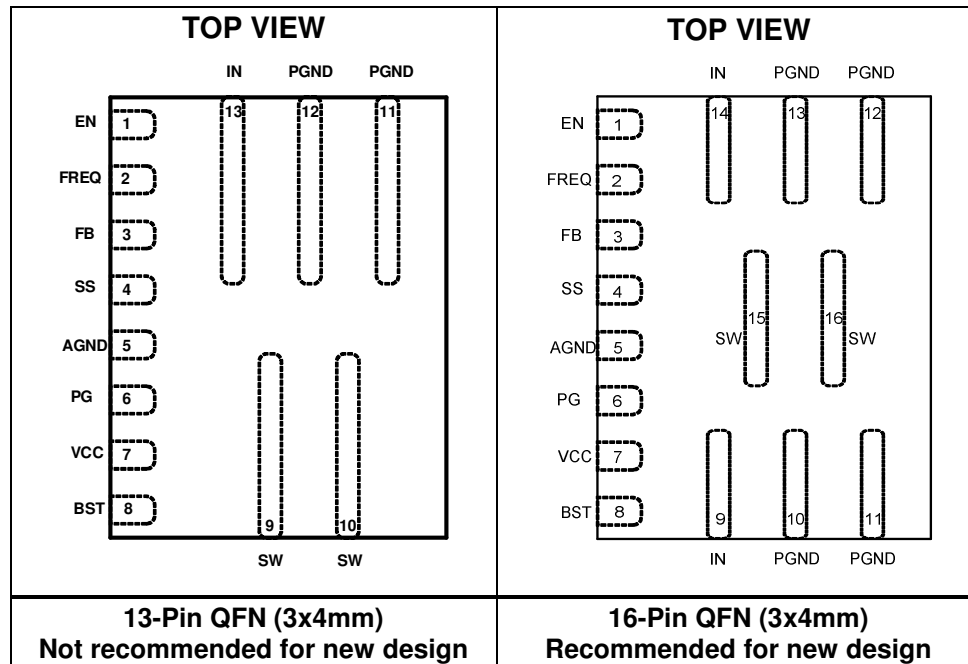 TOP VIEW
IN PGND PGND
13 12 11
EN 1
FREQ 2
FB 3
SS 4
AGND 5
PG 6
VCC 7
BST 8
9 10
SW SW
13-Pin QFN (3x4mm)
Not recommended for new design
TOP VIEW
IN PGND PGND
14 13 12
EN 1
FREQ 2
FB 3
SS 4
15 16
SW SW
AGND 5
PG 6
VCC 7
BST 8
9 10 11
IN PGND PGND
16-Pin QFN (3x4mm)
Recommended for new design